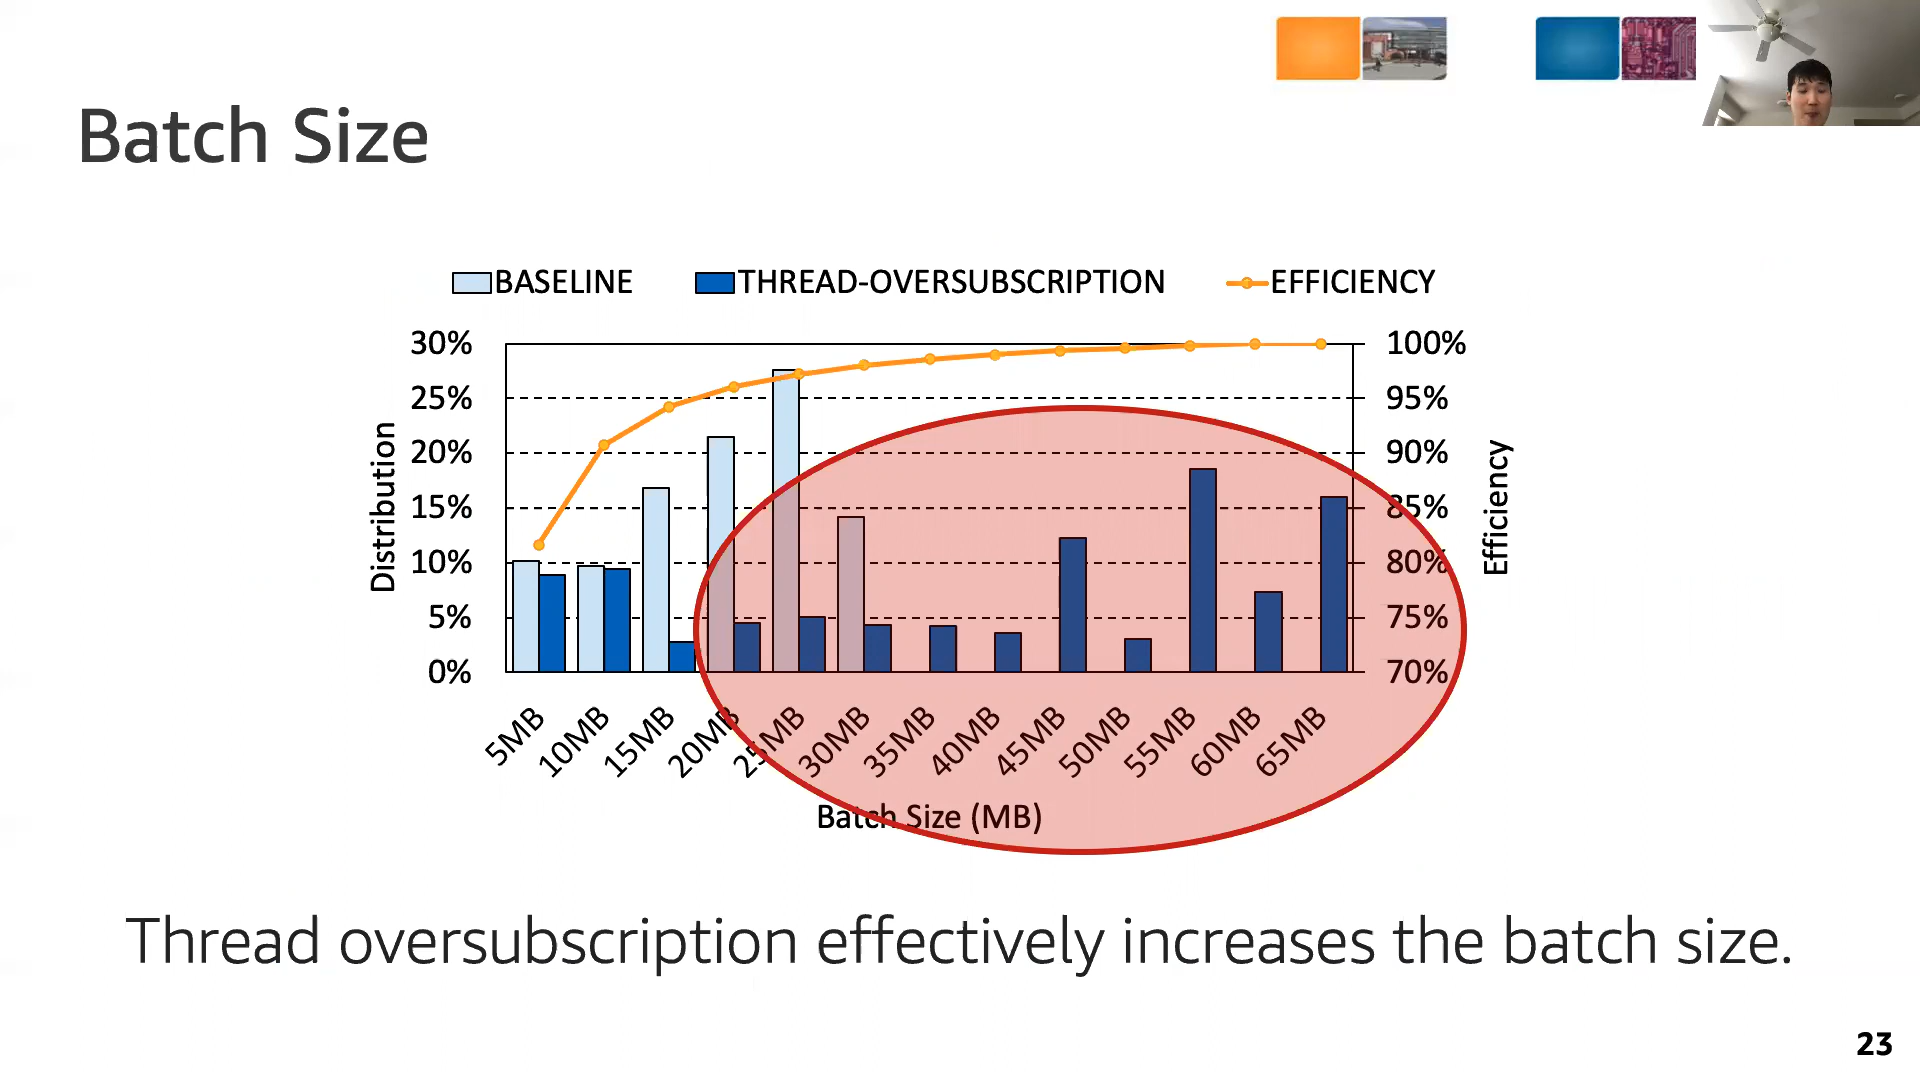 Batch Size
BASELINE THREAD-OVERSUBSCRIPTION EFFICIENCY
30% 100%
25% 95%
20% 90%
15% 85%
10% 80%
5% 75%
0% 70%
Distribution
Efficiency
5MB 10MB 15MB 20MB 25MB 30MB 35MB 40MB 45MB 50MB 55MB 60MB 65MB
Batch Size (MB)
Thread oversubscription effectively increases the batch size.
23